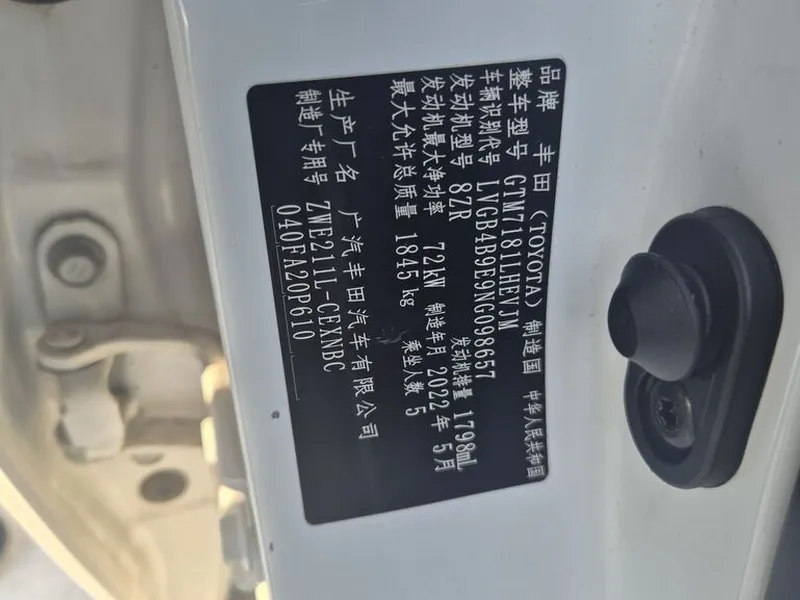 品牌 丰田（TOYOTA） 制造国 中华人民共和国
整车型号 GTM7181LHEVJM
车辆识别代号 LVGB4B9E9NG098657
发动机型号 8ZR 发动机排量 1798mL
发动机最大净功率 72kW 制造年月 2022年 5月
最大允许总质量 1845 kg 乘坐人数 5
生产厂名 广汽丰田汽车有限公司
制造厂专用号 ZWE211L-CEXNBC
040FA20P610